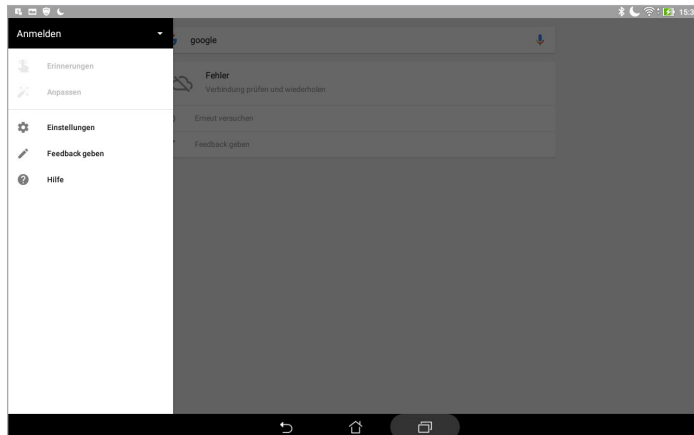 15:3
Anmelden
Erinnerungen
Anpassen
Einstellungen
Feedback geben
Hilfe
google
Fehler
Verbindung prüfen und wiederholen
Erneut versuchen
Feedback geben